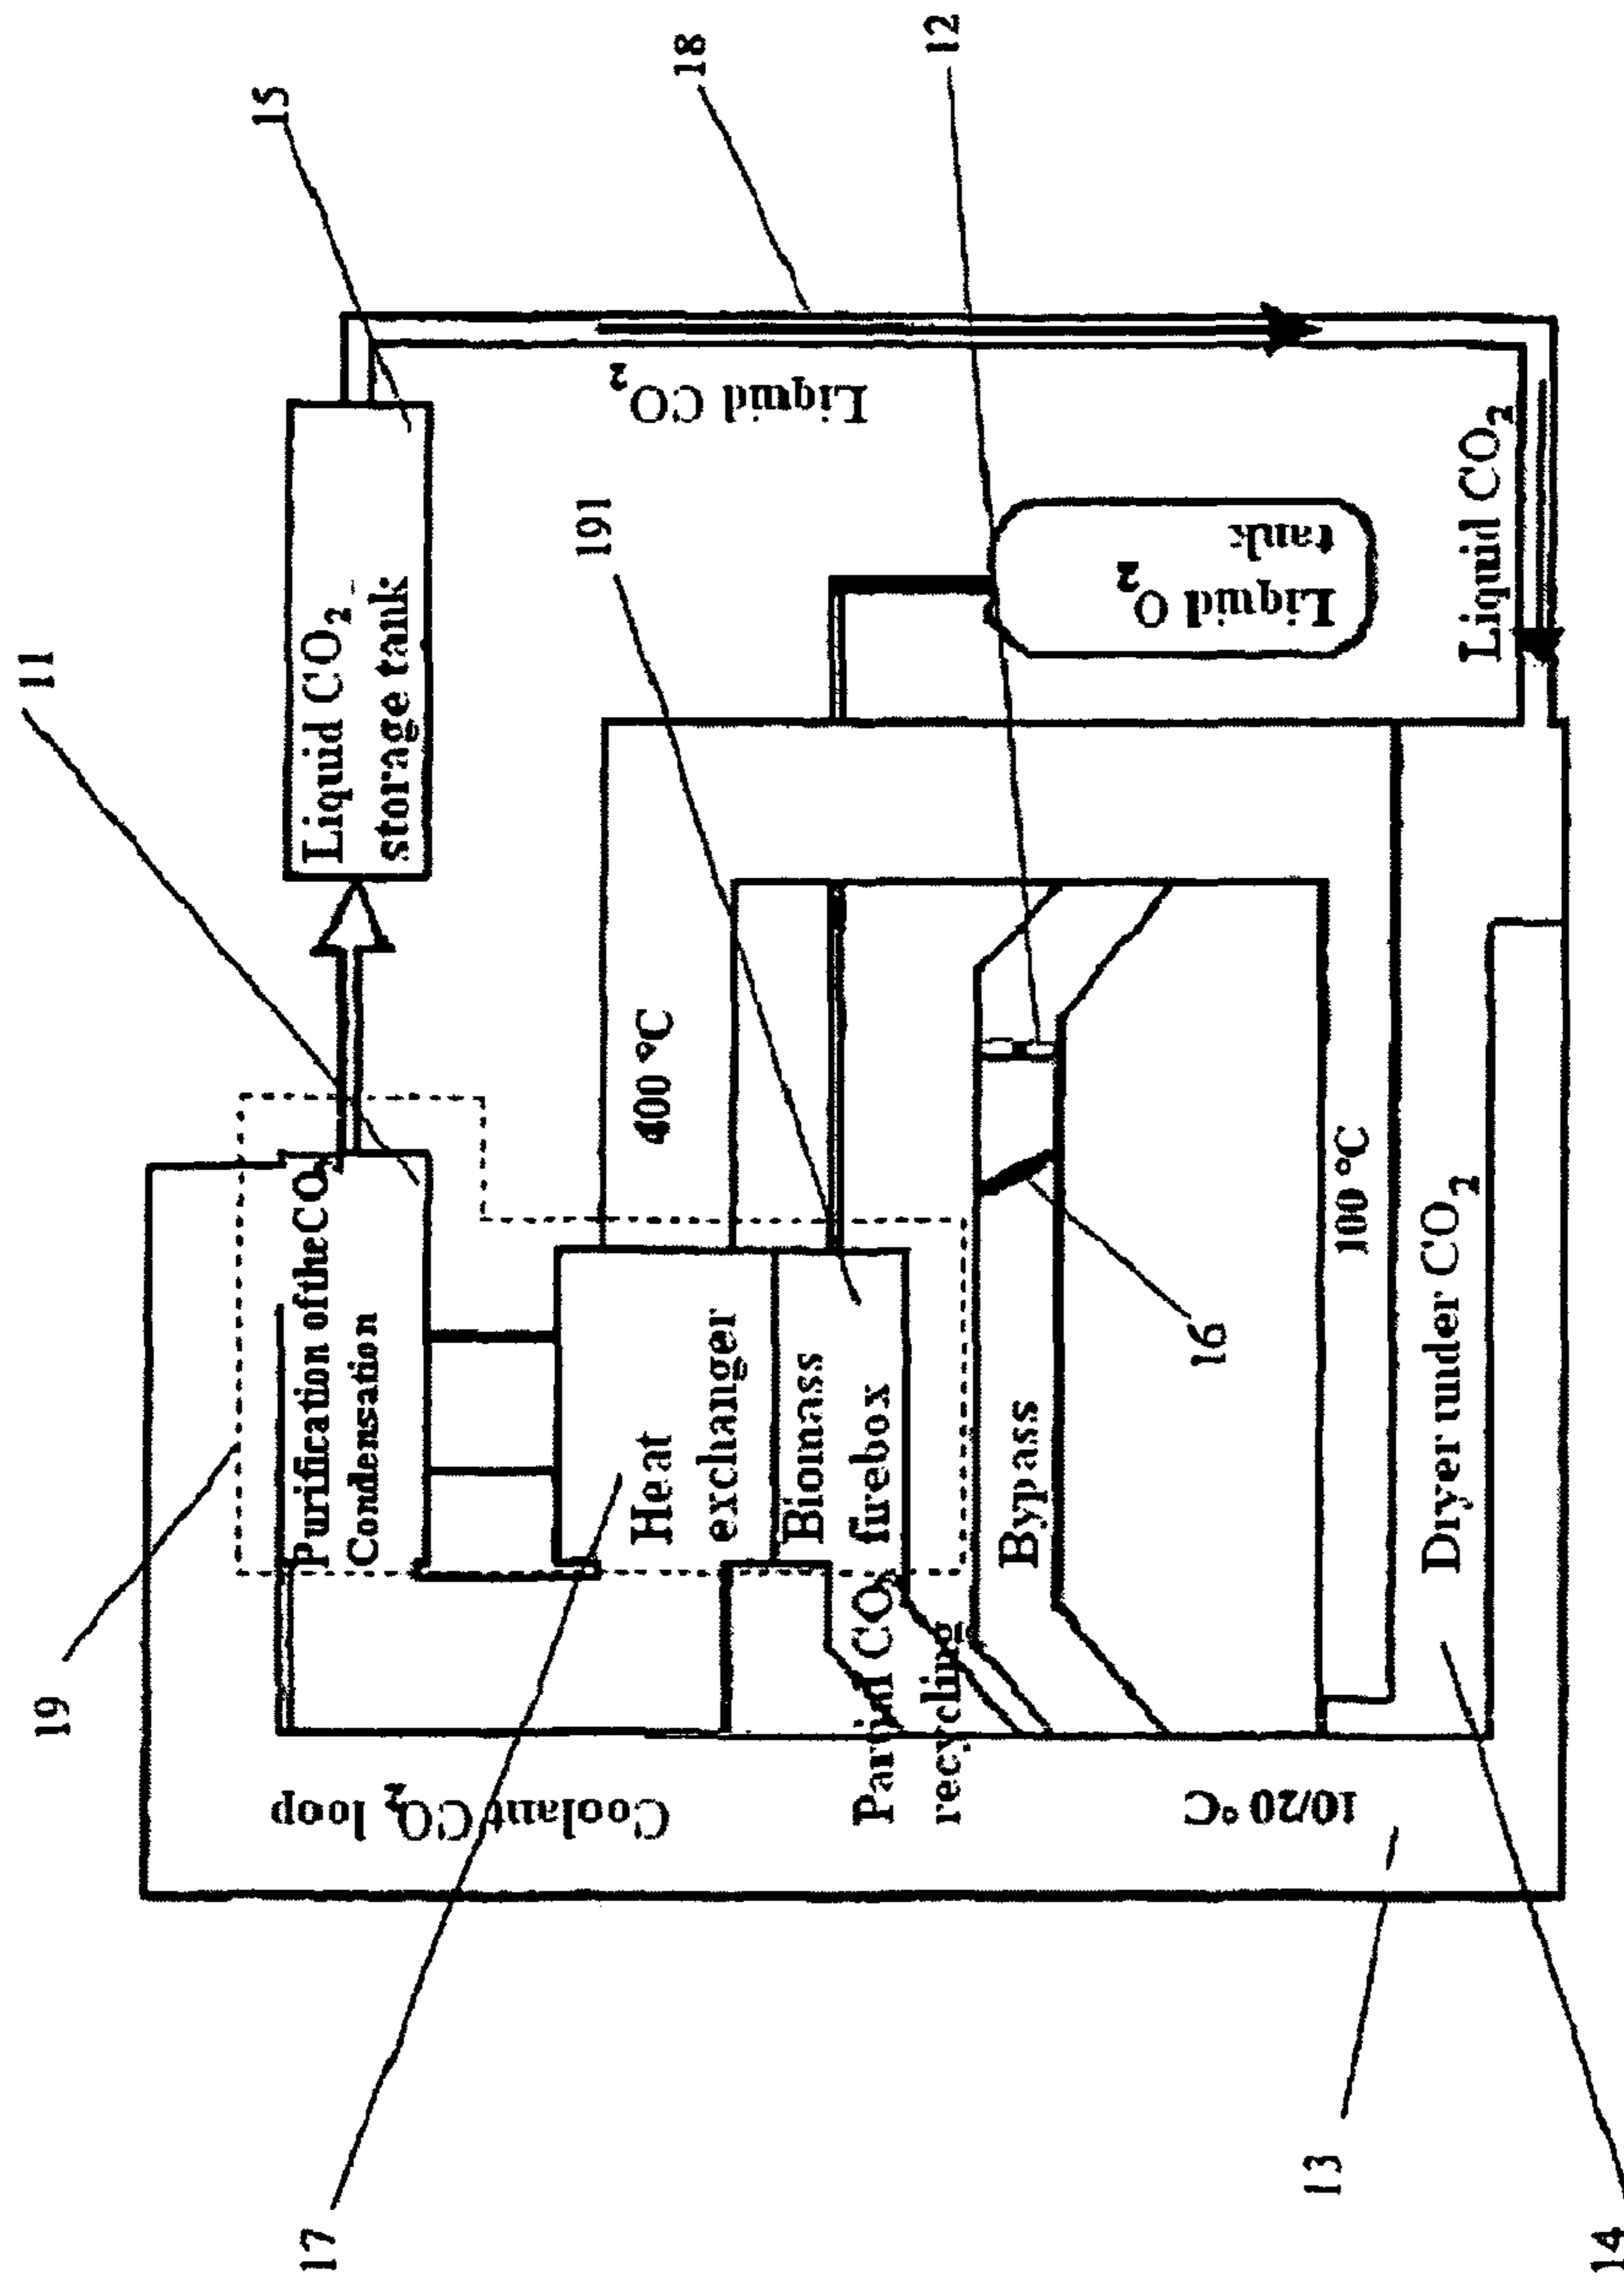 15
18
12
11
191
19
17
16
13
14
Liquid CO2
storage tank
Liquid CO2
Liquid O2
tank
Liquid CO2
400 °C
Purification of the CO2
Condensation
Heat
exchanger
Biomass
firebox
Bypass
100 °C
Dryer under CO2
Partial CO2
recycling
Coolant CO2 loop
10/20 °C